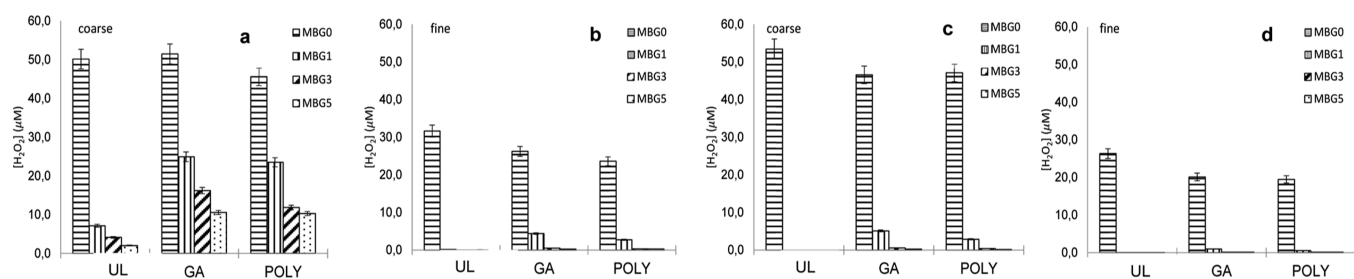 60,0
50,0
40,0
30,0
20,0
10,0
0,0
[H₂O₂] (µM)
coarse
a
MBG0
MBG1
MBG3
MBG5
UL GA POLY
60,0
50,0
40,0
30,0
20,0
10,0
0,0
[H₂O₂] (µM)
fine
b
MBG0
MBG1
MBG3
MBG5
UL GA POLY
60,0
50,0
40,0
30,0
20,0
10,0
0,0
[H₂O₂] (µM)
coarse
c
MBG0
MBG1
MBG3
MBG5
UL GA POLY
60,0
50,0
40,0
30,0
20,0
10,0
0,0
[H₂O₂] (µM)
fine
d
MBG0
MBG1
MBG3
MBG5
UL GA POLY